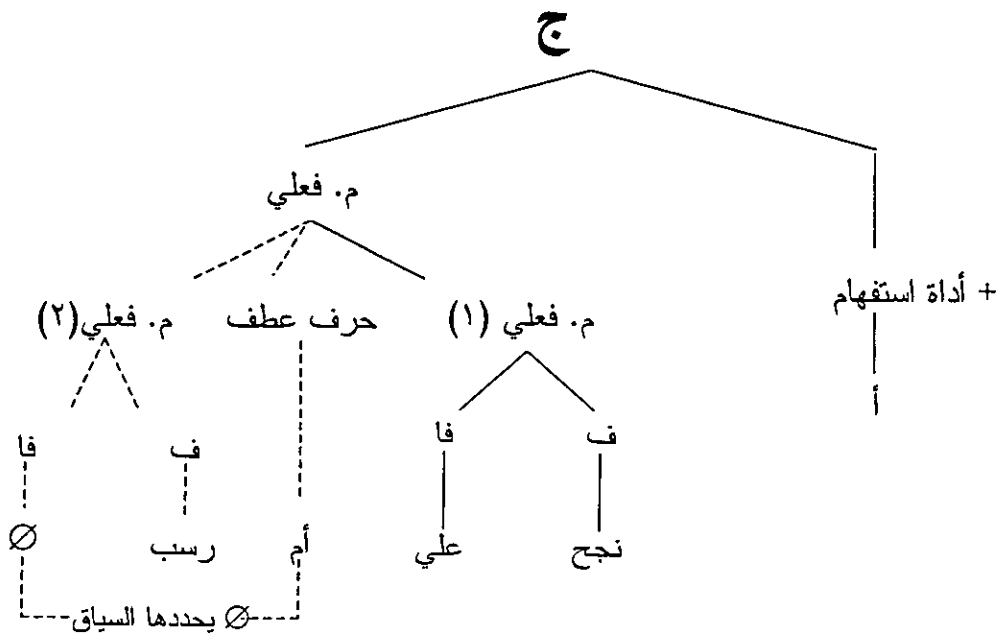 ج
م. فعلي
+ أداة استفهام
م. فعلي (١) حرف عطف م. فعلي(٢)
أ
ف فا ف فا
نجح علي أم رسب ∅
∅ يحددها السياق